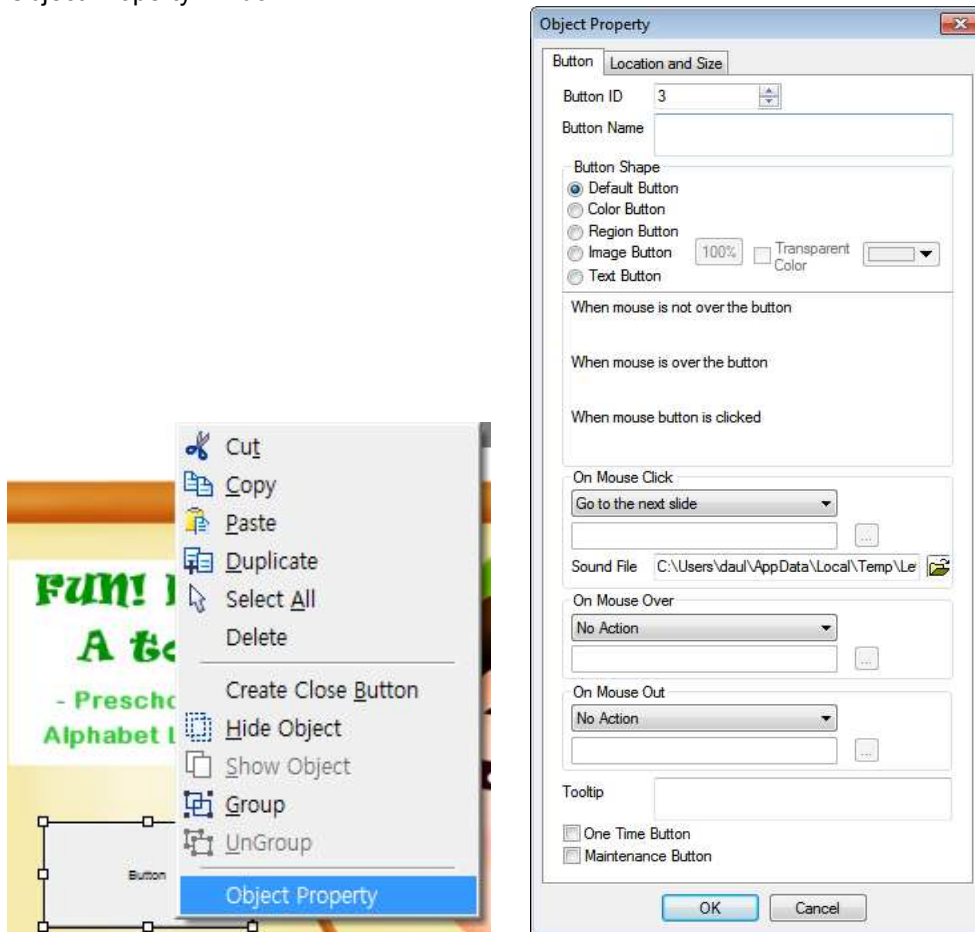 Object Property
Button
Location and Size
Button ID
3
Button Name
Button Shape
Default Button
Color Button
Region Button
Image Button
100%
Transparent
Color
Text Button
When mouse is not over the button
When mouse is over the button
When mouse button is clicked
On Mouse Click
Go to the next slide
...
Sound File
C:\Users\daul\AppData\Local\Temp\Le
On Mouse Over
No Action
...
On Mouse Out
No Action
...
Tooltip
One Time Button
Maintenance Button
OK
Cancel
Cut
Copy
Paste
Duplicate
Select All
Delete
Create Close Button
Hide Object
Show Object
Group
UnGroup
Object Property
FUN!
A
- Prescho
Alphabet
Button